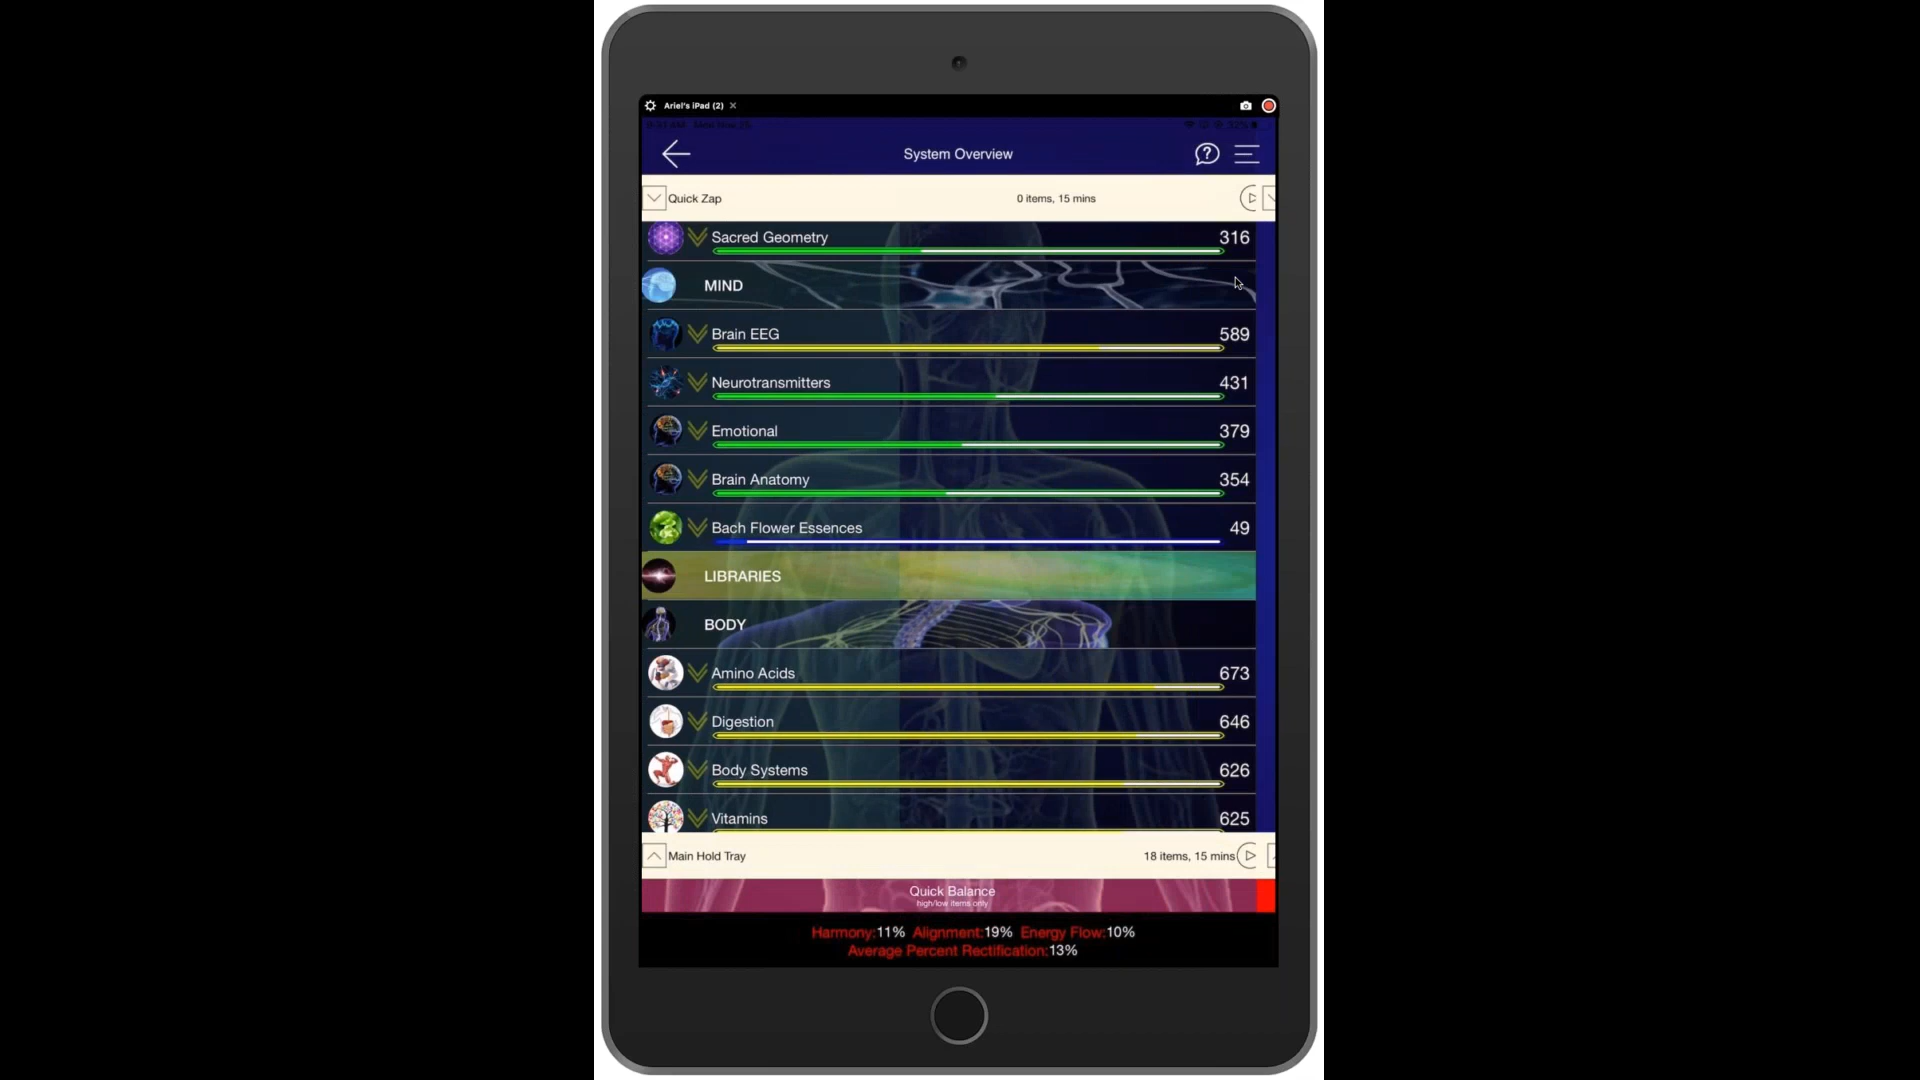 Ariel's iPad (2)
System Overview
Quick Zap 0 items, 15 mins
Sacred Geometry 316
MIND
Brain EEG 589
Neurotransmitters 431
Emotional 379
Brain Anatomy 354
Bach Flower Essences 49
LIBRARIES
BODY
Amino Acids 673
Digestion 646
Body Systems 626
Vitamins 625
Main Hold Tray 18 items, 15 mins
Quick Balance
high/low items only
Harmony:11% Alignment:19% Energy Flow:10%
Average Percent Rectification:13%